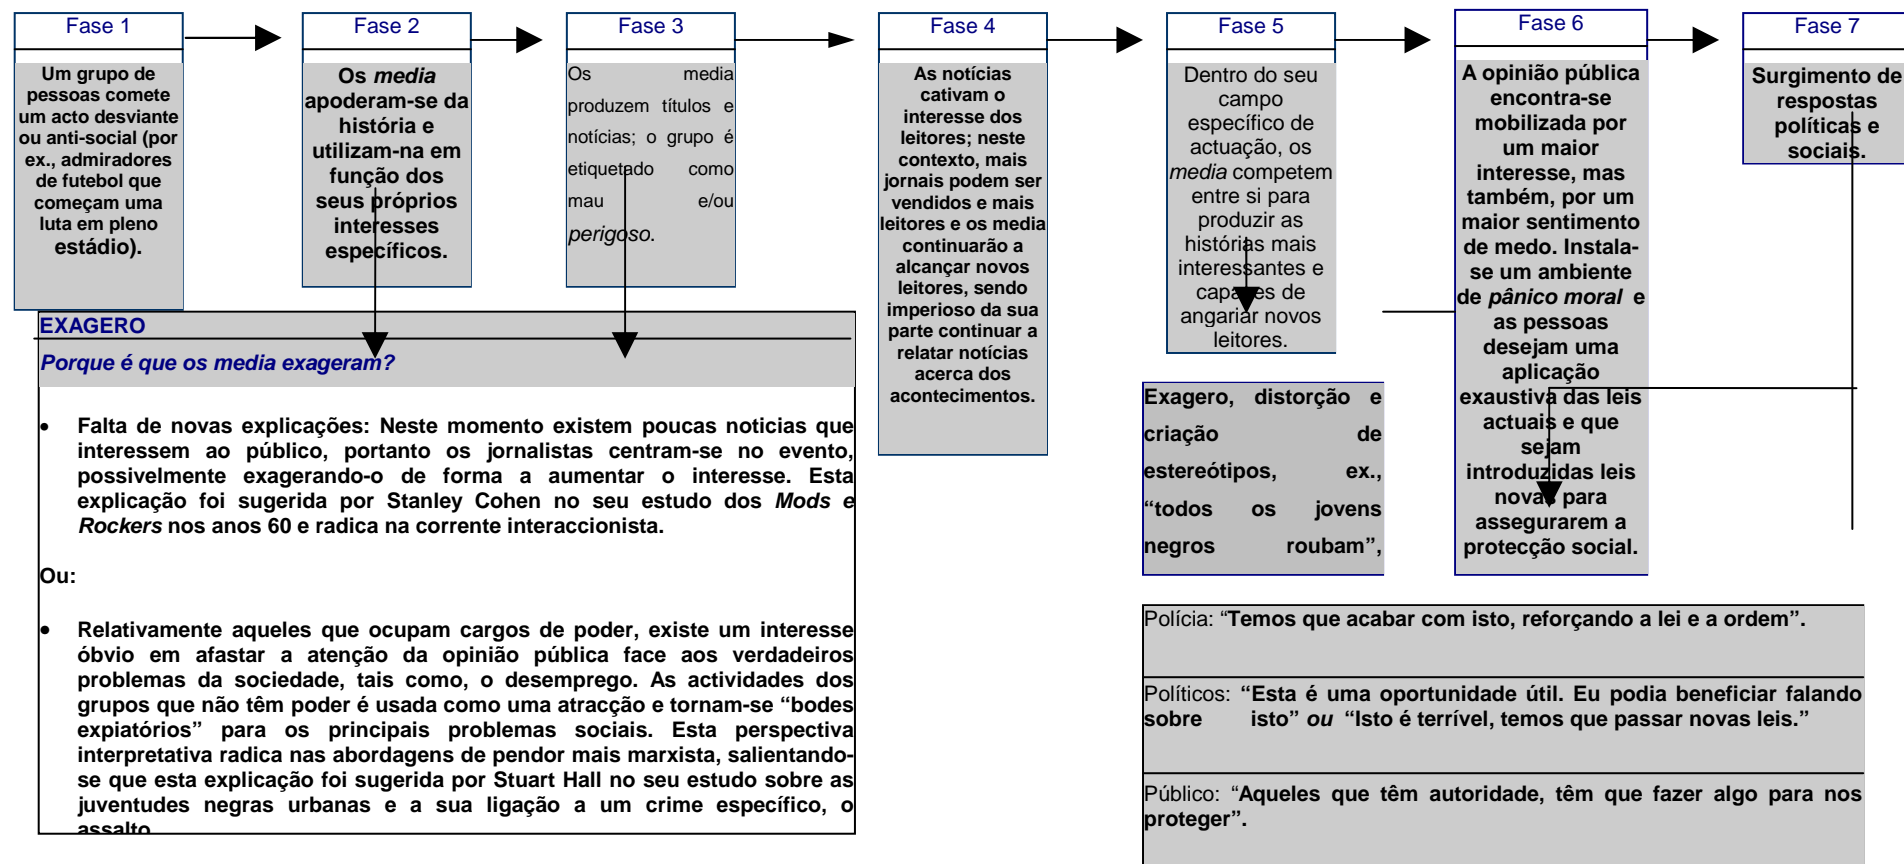 Fase 1
Um grupo de
pessoas comete
um acto desviante
ou anti-social (por
ex., admiradores
de futebol que
começam uma
luta em pleno
estádio).
Fase 2
Os media
apoderam-se da
história e
utilizam-na em
função dos
seus próprios
interesses
específicos.
Fase 3
Os media
produzem títulos e
notícias; o grupo é
etiquetado como
mau e/ou
perigoso.
Fase 4
As notícias
cativam o
interesse dos
leitores; neste
contexto, mais
jornais podem ser
vendidos e mais
leitores e os media
continuarão a
alcançar novos
leitores, sendo
imperioso da sua
parte continuar a
relatar notícias
acerca dos
acontecimentos.
Fase 5
Dentro do seu
campo
específico de
actuação, os
media competem
entre si para
produzir as
histórias mais
interessantes e
capazes de
angariar novos
leitores.
Fase 6
A opinião pública
encontra-se
mobilizada por
um maior
interesse, mas
também, por um
maior sentimento
de medo. Instala-
se um ambiente
de pânico moral e
as pessoas
desejam uma
aplicação
exaustiva das leis
actuais e que
sejam
introduzidas leis
novas para
assegurarem a
protecção social.
Fase 7
Surgimento de
respostas
políticas e
sociais.
EXAGERO
Porque é que os media exageram?
• Falta de novas explicações: Neste momento existem poucas noticias que
interessem ao público, portanto os jornalistas centram-se no evento,
possivelmente exagerando-o de forma a aumentar o interesse. Esta
explicação foi sugerida por Stanley Cohen no seu estudo dos Mods e
Rockers nos anos 60 e radica na corrente interaccionista.
Ou:
• Relativamente aqueles que ocupam cargos de poder, existe um interesse
óbvio em afastar a atenção da opinião pública face aos verdadeiros
problemas da sociedade, tais como, o desemprego. As actividades dos
grupos que não têm poder é usada como uma atracção e tornam-se “bodes
expiatórios” para os principais problemas sociais. Esta perspectiva
interpretativa radica nas abordagens de pendor mais marxista, salientando-
se que esta explicação foi sugerida por Stuart Hall no seu estudo sobre as
juventudes negras urbanas e a sua ligação a um crime específico, o
assalto
Exagero, distorção e
criação de
estereótipos, ex.,
“todos os jovens
negros roubam”,
Polícia: “Temos que acabar com isto, reforçando a lei e a ordem”.
Políticos: “Esta é uma oportunidade útil. Eu podia beneficiar falando
sobre isto” ou “Isto é terrível, temos que passar novas leis.”
Público: “Aqueles que têm autoridade, têm que fazer algo para nos
proteger”.